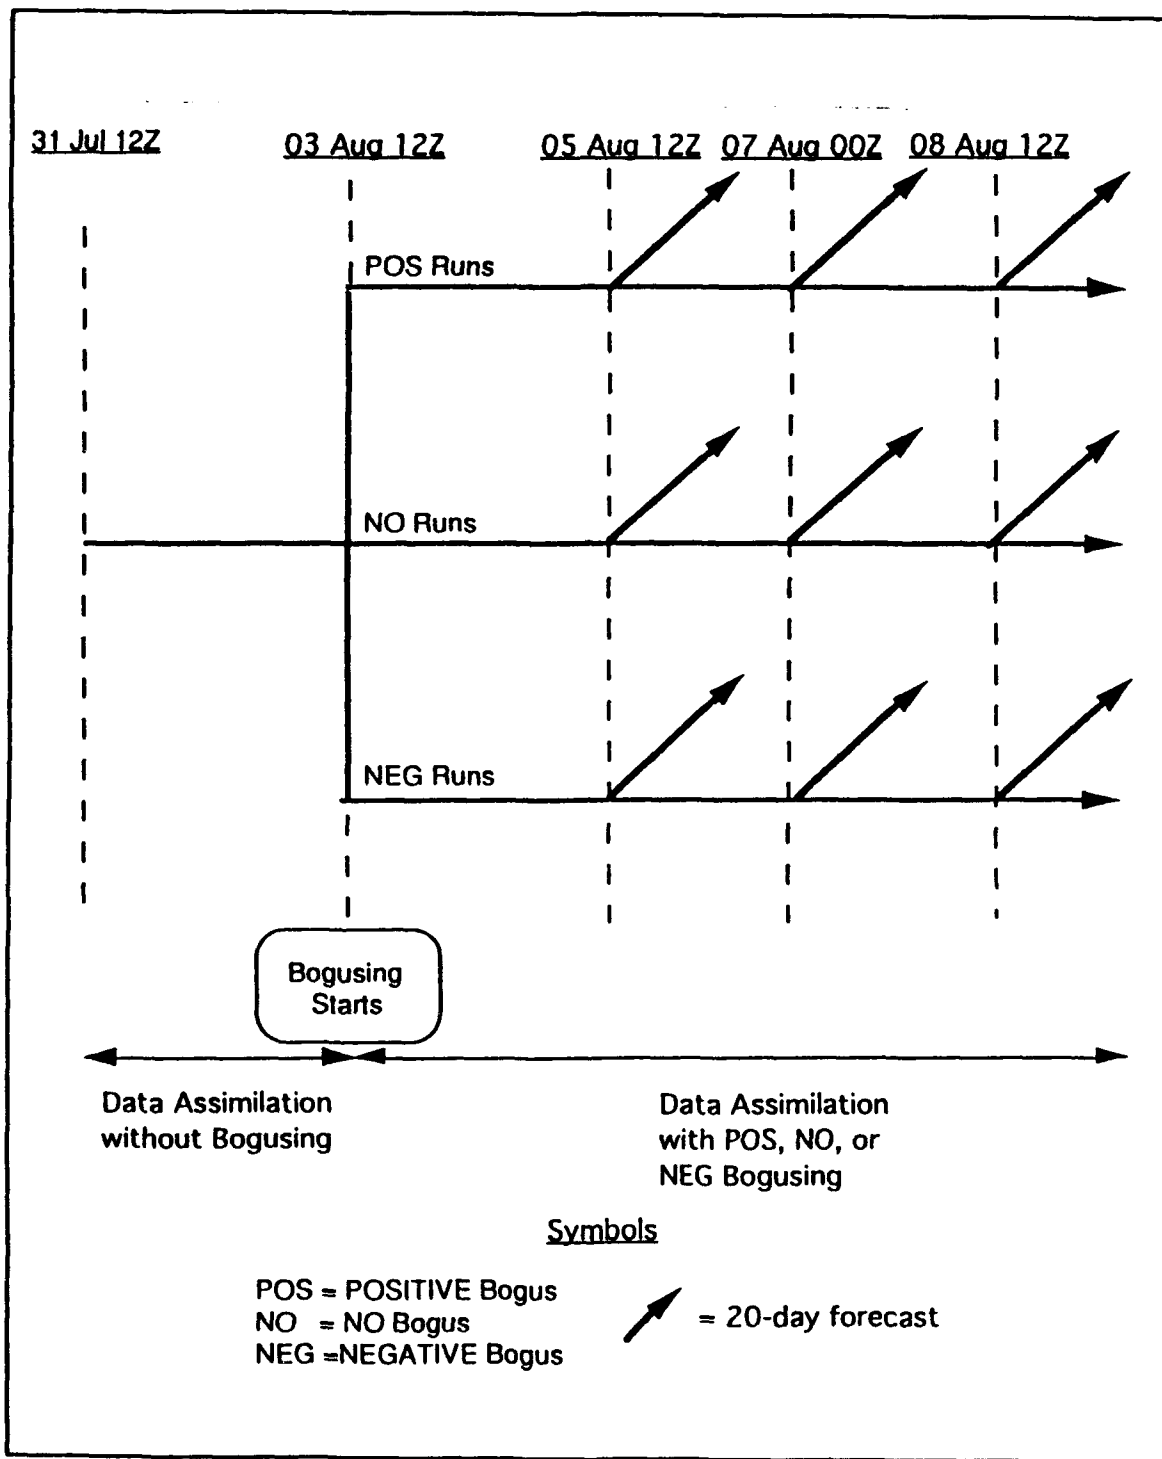 31 Jul 12Z 03 Aug 12Z 05 Aug 12Z 07 Aug 00Z 08 Aug 12Z
POS Runs
NO Runs
NEG Runs
Bogusing
Starts
Data Assimilation
without Bogusing
Data Assimilation
with POS, NO, or
NEG Bogusing
Symbols
POS = POSITIVE Bogus
NO = NO Bogus
NEG =NEGATIVE Bogus
= 20-day forecast